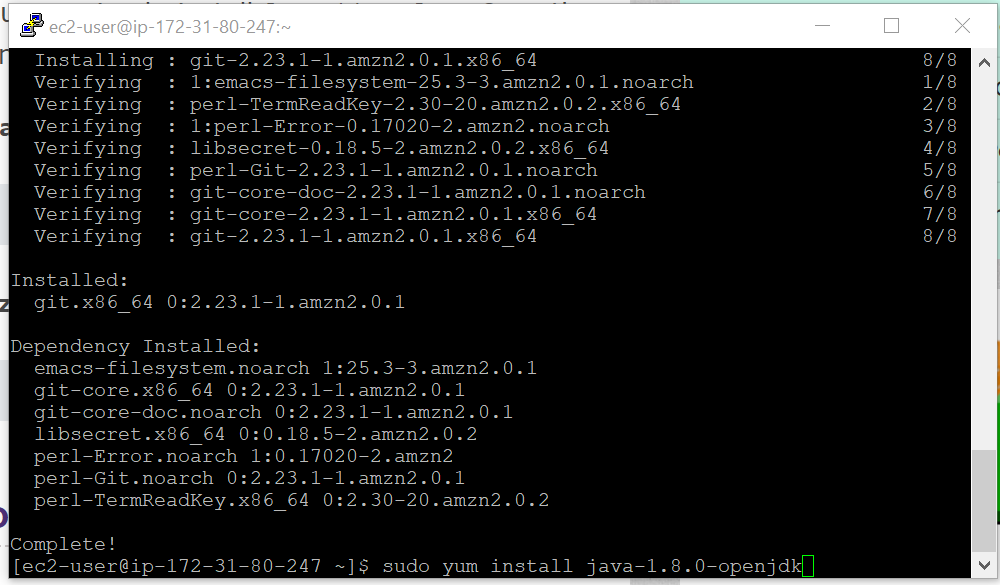 ec2-user@ip-172-31-80-247:~
Installing : git-2.23.1-1.amzn2.0.1.x86_64 8/8
Verifying : 1:emacs-filesystem-25.3-3.amzn2.0.1.noarch 1/8
Verifying : perl-TermReadKey-2.30-20.amzn2.0.2.x86_64 2/8
Verifying : 1:perl-Error-0.17020-2.amzn2.noarch 3/8
Verifying : libsecret-0.18.5-2.amzn2.0.2.x86_64 4/8
Verifying : perl-Git-2.23.1-1.amzn2.0.1.noarch 5/8
Verifying : git-core-doc-2.23.1-1.amzn2.0.1.noarch 6/8
Verifying : git-core-2.23.1-1.amzn2.0.1.x86_64 7/8
Verifying : git-2.23.1-1.amzn2.0.1.x86_64 8/8
Installed:
git.x86_64 0:2.23.1-1.amzn2.0.1
Dependency Installed:
emacs-filesystem.noarch 1:25.3-3.amzn2.0.1
git-core.x86_64 0:2.23.1-1.amzn2.0.1
git-core-doc.noarch 0:2.23.1-1.amzn2.0.1
libsecret.x86_64 0:0.18.5-2.amzn2.0.2
perl-Error.noarch 1:0.17020-2.amzn2
perl-Git.noarch 0:2.23.1-1.amzn2.0.1
perl-TermReadKey.x86_64 0:2.30-20.amzn2.0.2
Complete!
[ec2-user@ip-172-31-80-247 ~]$ sudo yum install java-1.8.0-openjdk